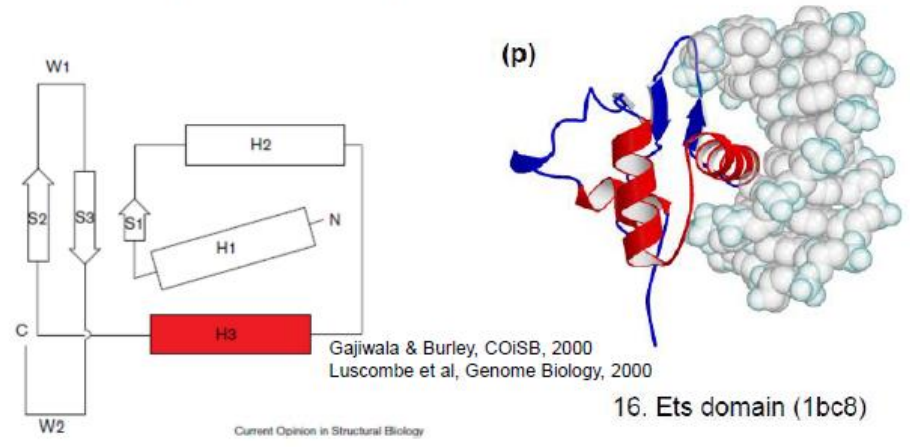 W1
(p)
H2
S2
S3
S1
N
H1
C
H3
Gajiwala & Burley, COiSB, 2000
Luscombe et al, Genome Biology, 2000
16. Ets domain (1bc8)
W2
Current Opinion in Structural Biology